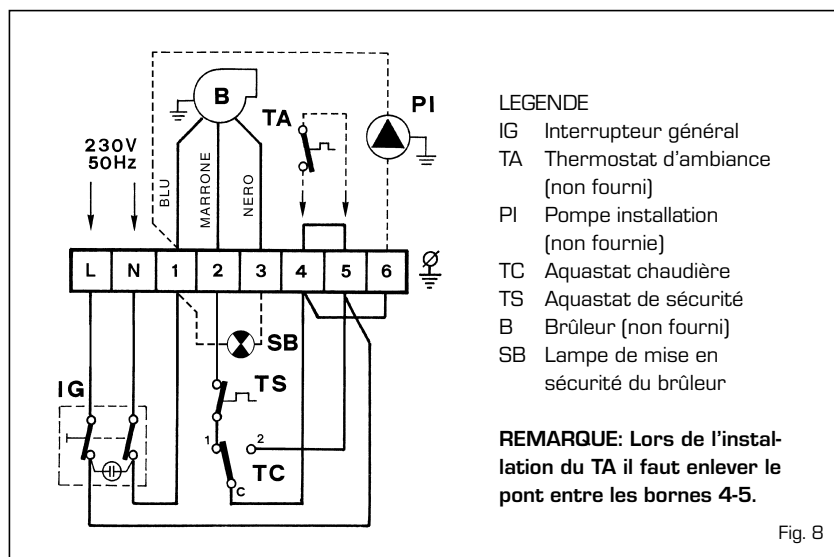 B
TA
PI
230V
50Hz
BLU
MARRONE
NERO
L N 1 2 3 4 5 6
SB
IG
TS
1
2
TC
C
LEGENDE
IG Interrupteur général
TA Thermostat d'ambiance
(non fourni)
PI Pompe installation
(non fournie)
TC Aquastat chaudière
TS Aquastat de sécurité
B Brûleur (non fourni)
SB Lampe de mise en
sécurité du brûleur
REMARQUE: Lors de l'instal-
lation du TA il faut enlever le
pont entre les bornes 4-5.
Fig. 8